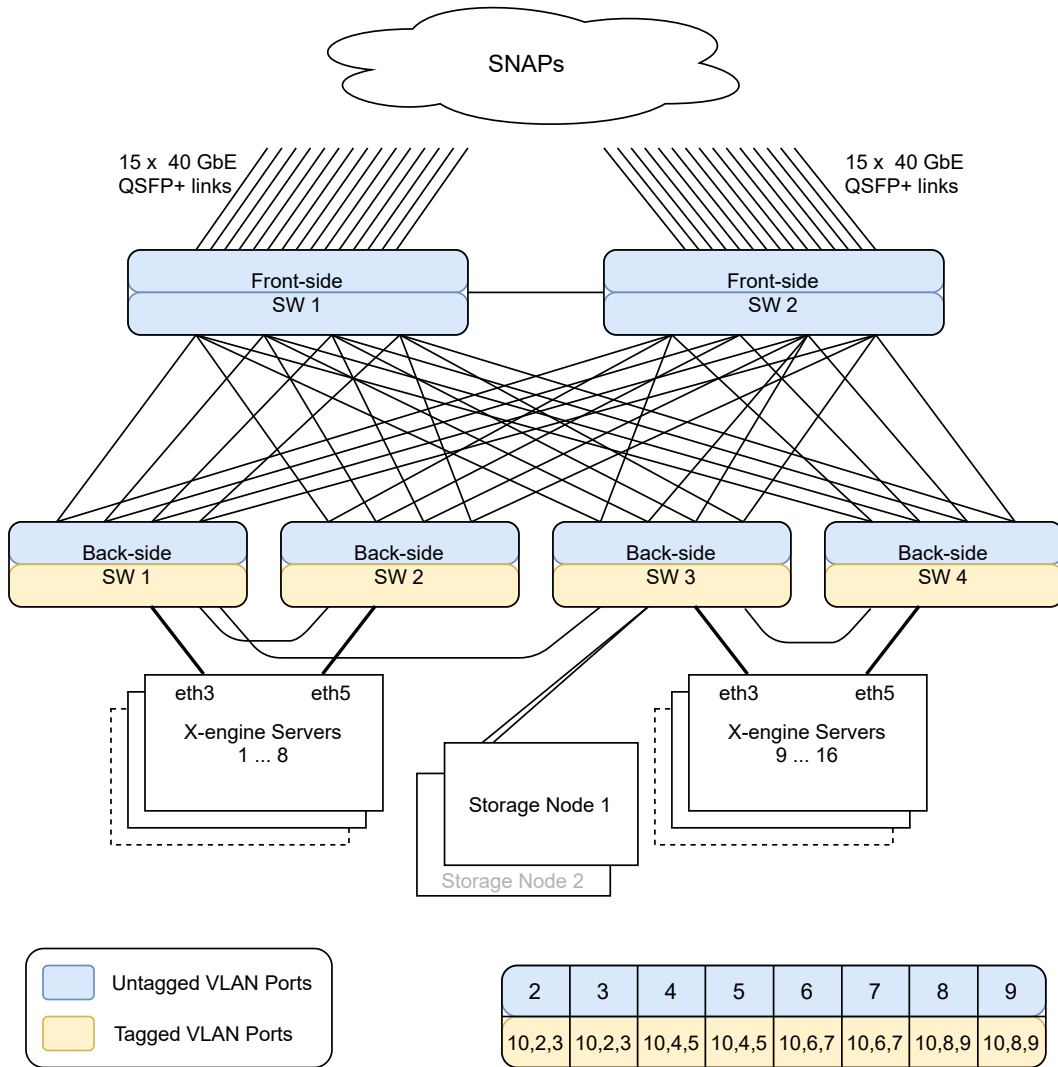 SNAPs
15 x 40 GbE
QSFP+ links
15 x 40 GbE
QSFP+ links
Front-side
SW 1
Front-side
SW 2
Back-side
SW 1
Back-side
SW 2
Back-side
SW 3
Back-side
SW 4
eth3 eth5
X-engine Servers
1 ... 8
eth3 eth5
X-engine Servers
9 ... 16
Storage Node 1
Storage Node 2
Untagged VLAN Ports
Tagged VLAN Ports
2 3 4 5 6 7 8 9
10,2,3 10,2,3 10,4,5 10,4,5 10,6,7 10,6,7 10,8,9 10,8,9